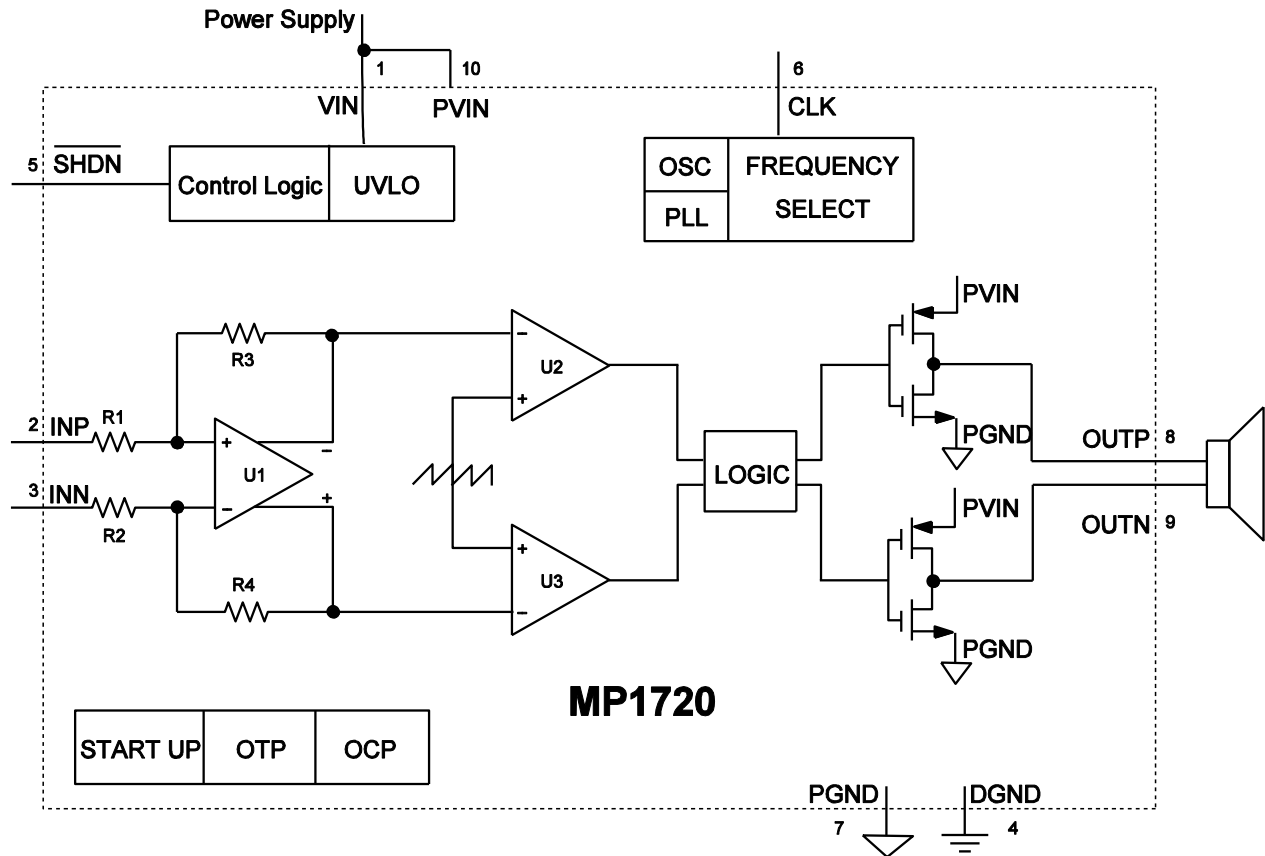 Power Supply
1
10
6
VIN
PVIN
CLK
5
SHDN
Control Logic
UVLO
OSC
PLL
FREQUENCY
SELECT
PVIN
R3
−
U2
+
2
INP
R1
+
−
U1
PGND
OUTP
8
LOGIC
3
INN
R2
−
+
PVIN
OUTN
9
+
U3
−
R4
PGND
MP1720
START UP
OTP
OCP
PGND
DGND
7
4